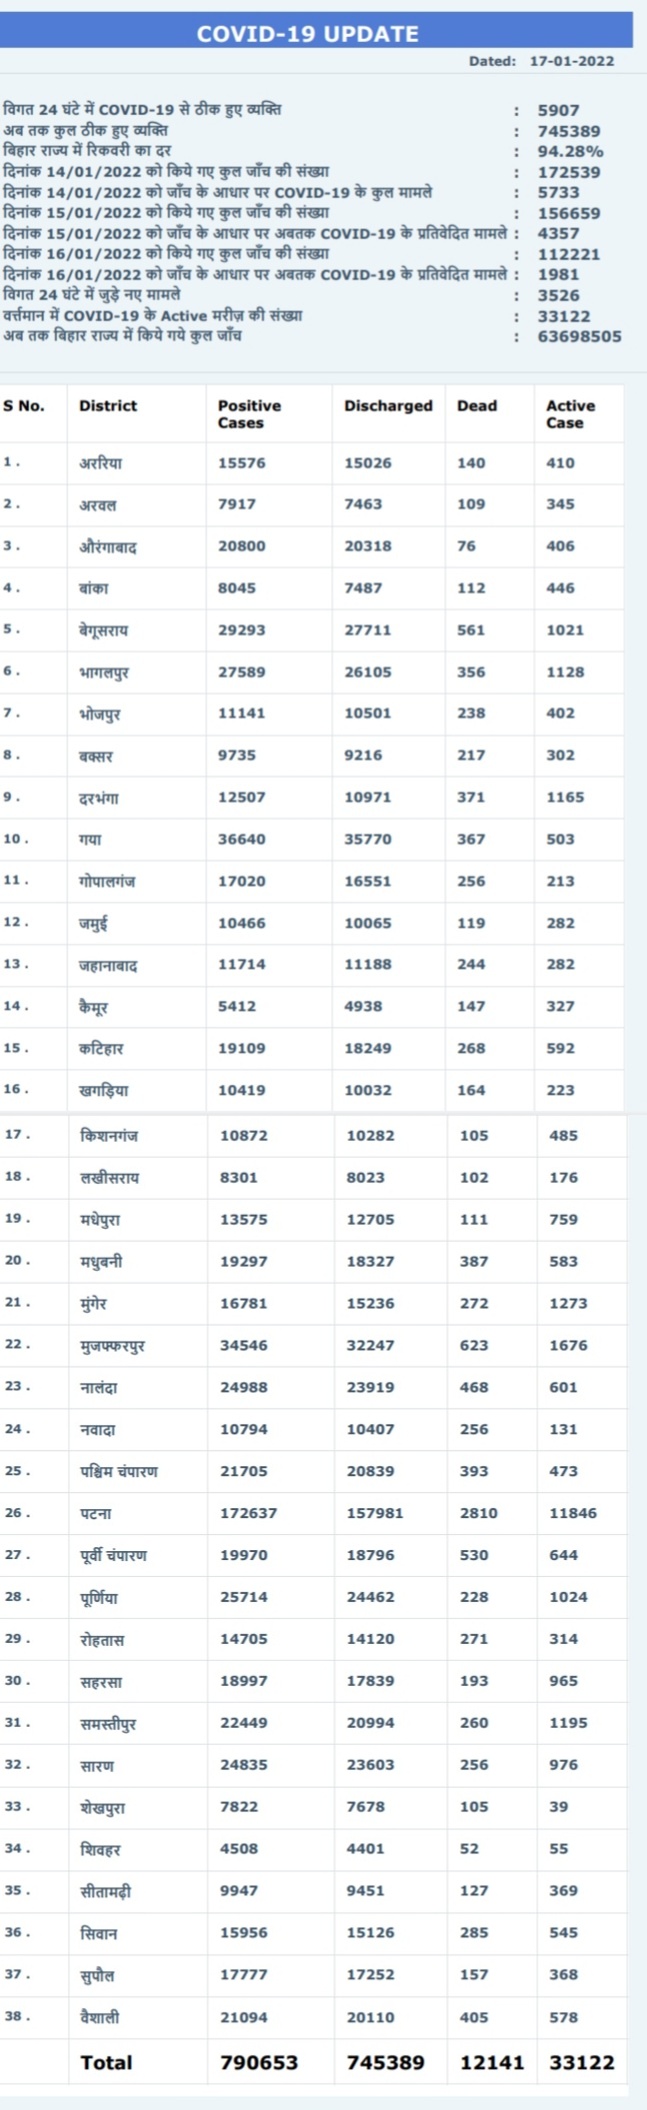 COVID-19 UPDATE
Dated: 17-01-2022
विगत 24 घंटे में COVID-19 से ठीक हुए व्यक्ति : 5907
अब तक कुल ठीक हुए व्यक्ति : 745389
बिहार राज्य में रिकवरी का दर : 94.28%
दिनांक 14/01/2022 को किये गए कुल जाँच की संख्या : 172539
दिनांक 14/01/2022 को जाँच के आधार पर COVID-19 के कुल मामले : 5733
दिनांक 15/01/2022 को किये गए कुल जाँच की संख्या : 156659
दिनांक 15/01/2022 को जाँच के आधार पर अबतक COVID-19 के प्रतिवेदित मामले : 4357
दिनांक 16/01/2022 को किये गए कुल जाँच की संख्या : 112221
दिनांक 16/01/2022 को जाँच के आधार पर अबतक COVID-19 के प्रतिवेदित मामले : 1981
विगत 24 घंटे में जुड़े नए मामले : 3526
वर्त्तमान में COVID-19 के Active मरीज़ की संख्या : 33122
अब तक बिहार राज्य में किये गये कुल जाँच : 63698505
S No. District Positive Cases Discharged Dead Active Case
1 . अररिया 15576 15026 140 410
2 . अरवल 7917 7463 109 345
3 . औरंगाबाद 20800 20318 76 406
4 . बांका 8045 7487 112 446
5 . बेगूसराय 29293 27711 561 1021
6 . भागलपुर 27589 26105 356 1128
7 . भोजपुर 11141 10501 238 402
8 . बक्सर 9735 9216 217 302
9 . दरभंगा 12507 10971 371 1165
10 . गया 36640 35770 367 503
11 . गोपालगंज 17020 16551 256 213
12 . जमुई 10466 10065 119 282
13 . जहानाबाद 11714 11188 244 282
14 . कैमूर 5412 4938 147 327
15 . कटिहार 19109 18249 268 592
16 . खगड़िया 10419 10032 164 223
17 . किशनगंज 10872 10282 105 485
18 . लखीसराय 8301 8023 102 176
19 . मधेपुरा 13575 12705 111 759
20 . मधुबनी 19297 18327 387 583
21 . मुंगेर 16781 15236 272 1273
22 . मुजफ्फरपुर 34546 32247 623 1676
23 . नालंदा 24988 23919 468 601
24 . नवादा 10794 10407 256 131
25 . पश्चिम चंपारण 21705 20839 393 473
26 . पटना 172637 157981 2810 11846
27 . पूर्वी चंपारण 19970 18796 530 644
28 . पूर्णिया 25714 24462 228 1024
29 . रोहतास 14705 14120 271 314
30 . सहरसा 18997 17839 193 965
31 . समस्तीपुर 22449 20994 260 1195
32 . सारण 24835 23603 256 976
33 . शेखपुरा 7822 7678 105 39
34 . शिवहर 4508 4401 52 55
35 . सीतामढ़ी 9947 9451 127 369
36 . सिवान 15956 15126 285 545
37 . सुपौल 17777 17252 157 368
38 . वैशाली 21094 20110 405 578
Total 790653 745389 12141 33122